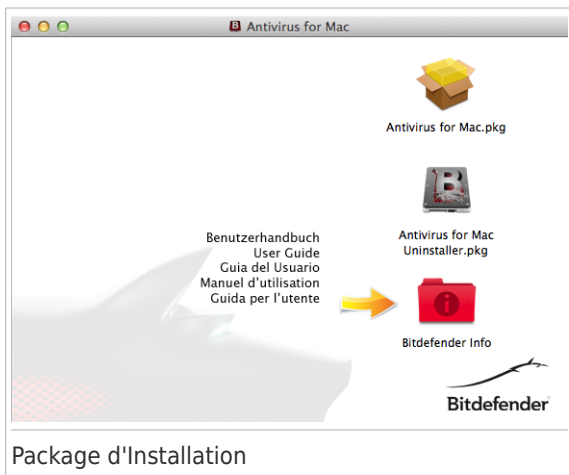 Antivirus for Mac
Antivirus for Mac.pkg
Antivirus for Mac
Uninstaller.pkg
Benutzerhandbuch
User Guide
Guia del Usuario
Manuel d'utilisation
Guida per l'utente
Bitdefender Info
Bitdefender
Package d'Installation